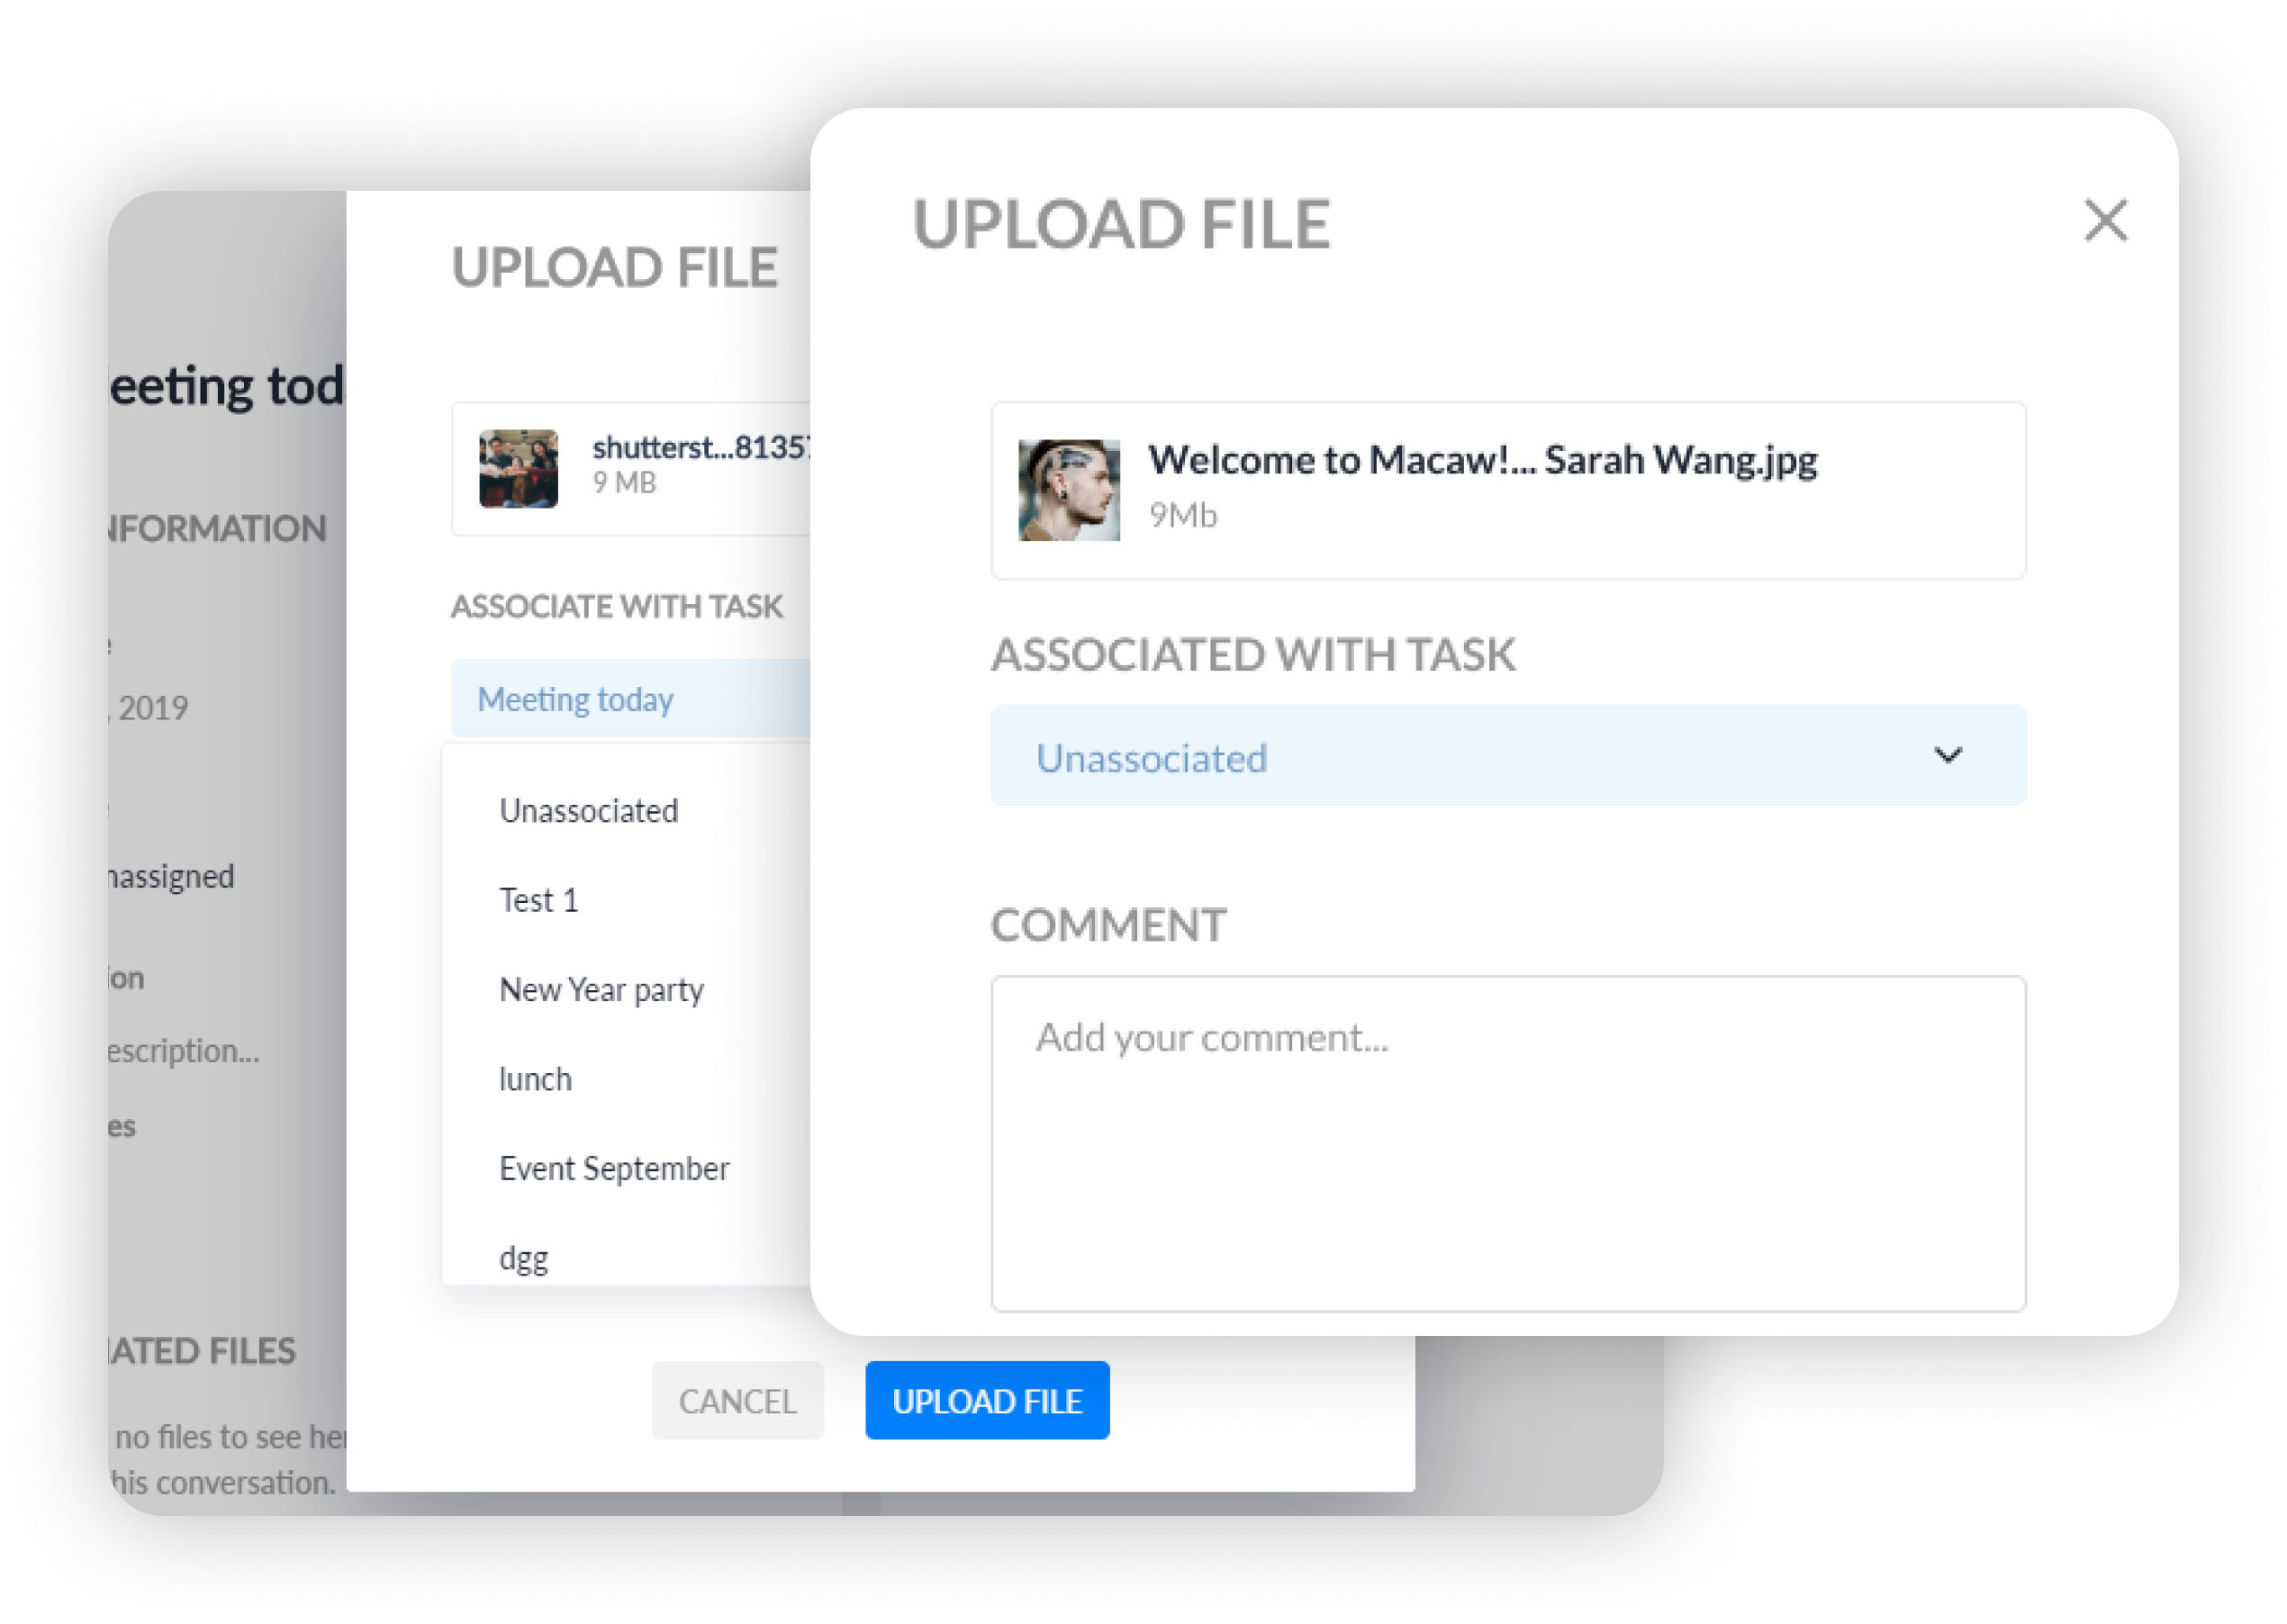 eeting tod
NFORMATION
2019
nassigned
ion
escription...
es
ATED FILES
no files to see her
his conversation.
UPLOAD FILE
shutterst...8135
9 MB
ASSOCIATE WITH TASK
Meeting today
Unassociated
Test 1
New Year party
lunch
Event September
dgg
CANCEL
UPLOAD FILE
UPLOAD FILE
Welcome to Macaw!... Sarah Wang.jpg
9Mb
ASSOCIATED WITH TASK
Unassociated
COMMENT
Add your comment...